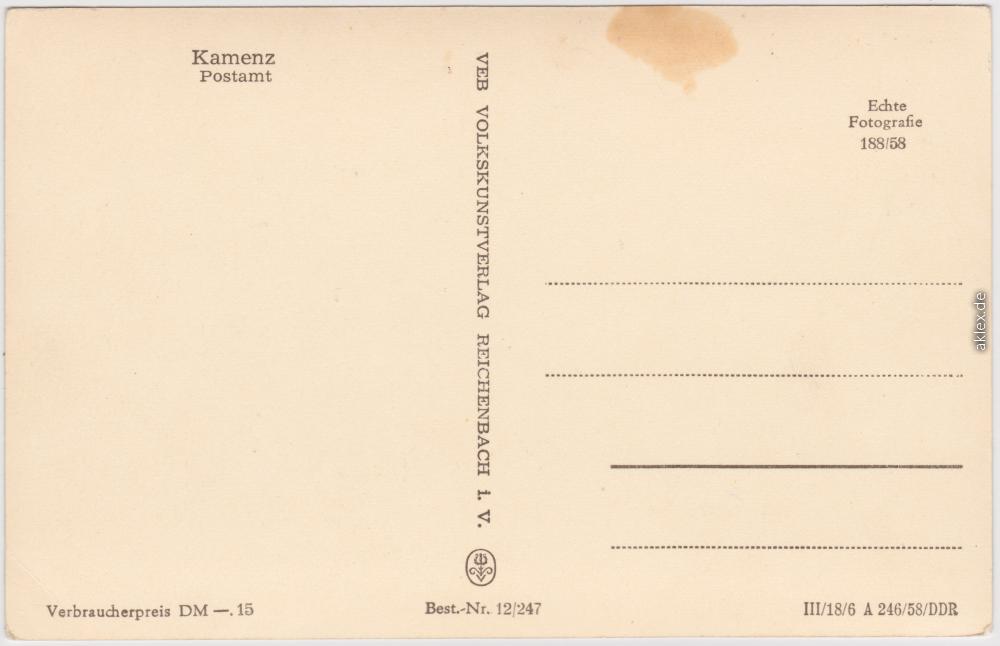 Kamenz
Postamt
VEB VOLKSKUNSTVERLAG REICHENBACH i. V.
Echte
Fotografie
188/58
Verbraucherpreis DM —.15
Best.-Nr. 12/247
III/18/6 A 246/58/DDR
aklex.de